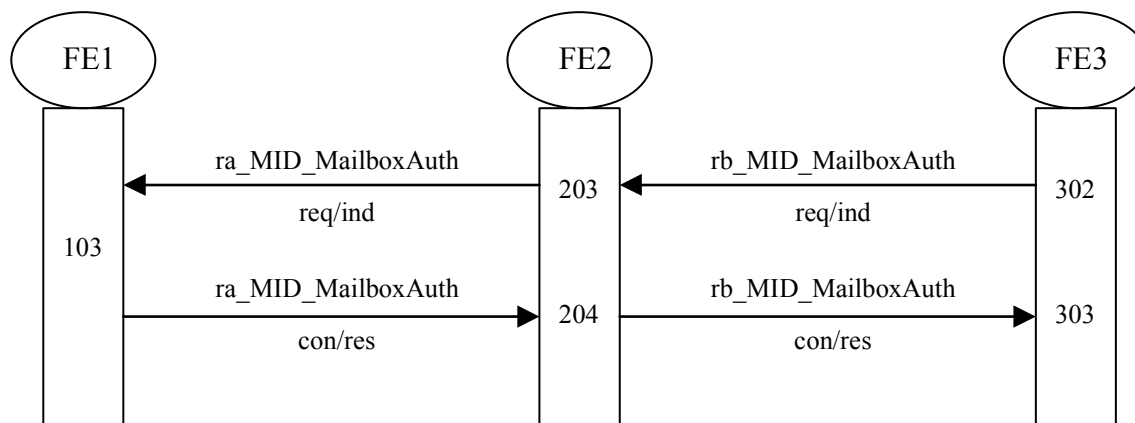 FE1 FE2 FE3
ra_MID_MailboxAuth rb_MID_MailboxAuth
203 302
req/ind req/ind
103
ra_MID_MailboxAuth rb_MID_MailboxAuth
204 303
con/res con/res